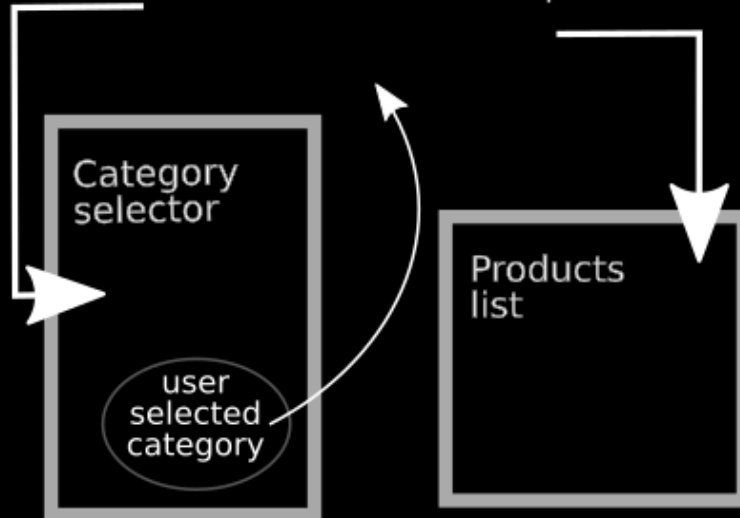 Category
selector
Products
list
user
selected
category